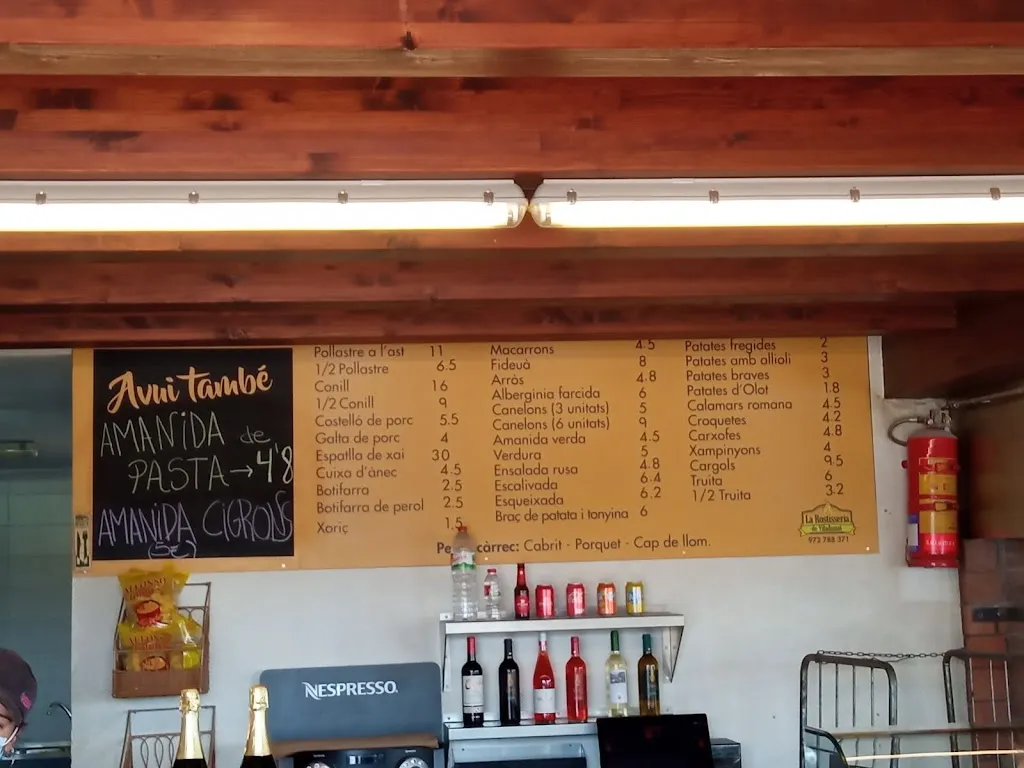 Avui també
AMANiDA de
PASTA → 4'8
AMANiDA CIGRONS
(5€)
Pollastre a l'ast 11
1/2 Pollastre 6.5
Conill 16
1/2 Conill 9
Costelló de porc 5.5
Galta de porc 4
Espatlla de xai 30
Cuixa d'ànec 4.5
Botifarra 2.5
Botifarra de perol 2.5
Xoriç 1.5
Macarrons 4.5
Fideuà 8
Arròs 4.8
Alberginia farcida 6
Canelons (3 unitats) 5
Canelons (6 unitats) 9
Amanida verda 4.5
Verdura 5
Ensalada rusa 4.8
Escalivada 6.4
Esqueixada 6.2
Braç de patata i tonyina 6
Patates fregides 2
Patates amb allioli 3
Patates braves 3
Patates d'Olot 1.8
Calamars romana 4.5
Croquetes 4.2
Carxofes 4.8
Xampinyons 4
Cargols 9.5
Truita 6
1/2 Truita 3.2
càrrec: Cabrit - Porquet - Cap de llom.
La Rostisseria
973 788 571
NESPRESSO